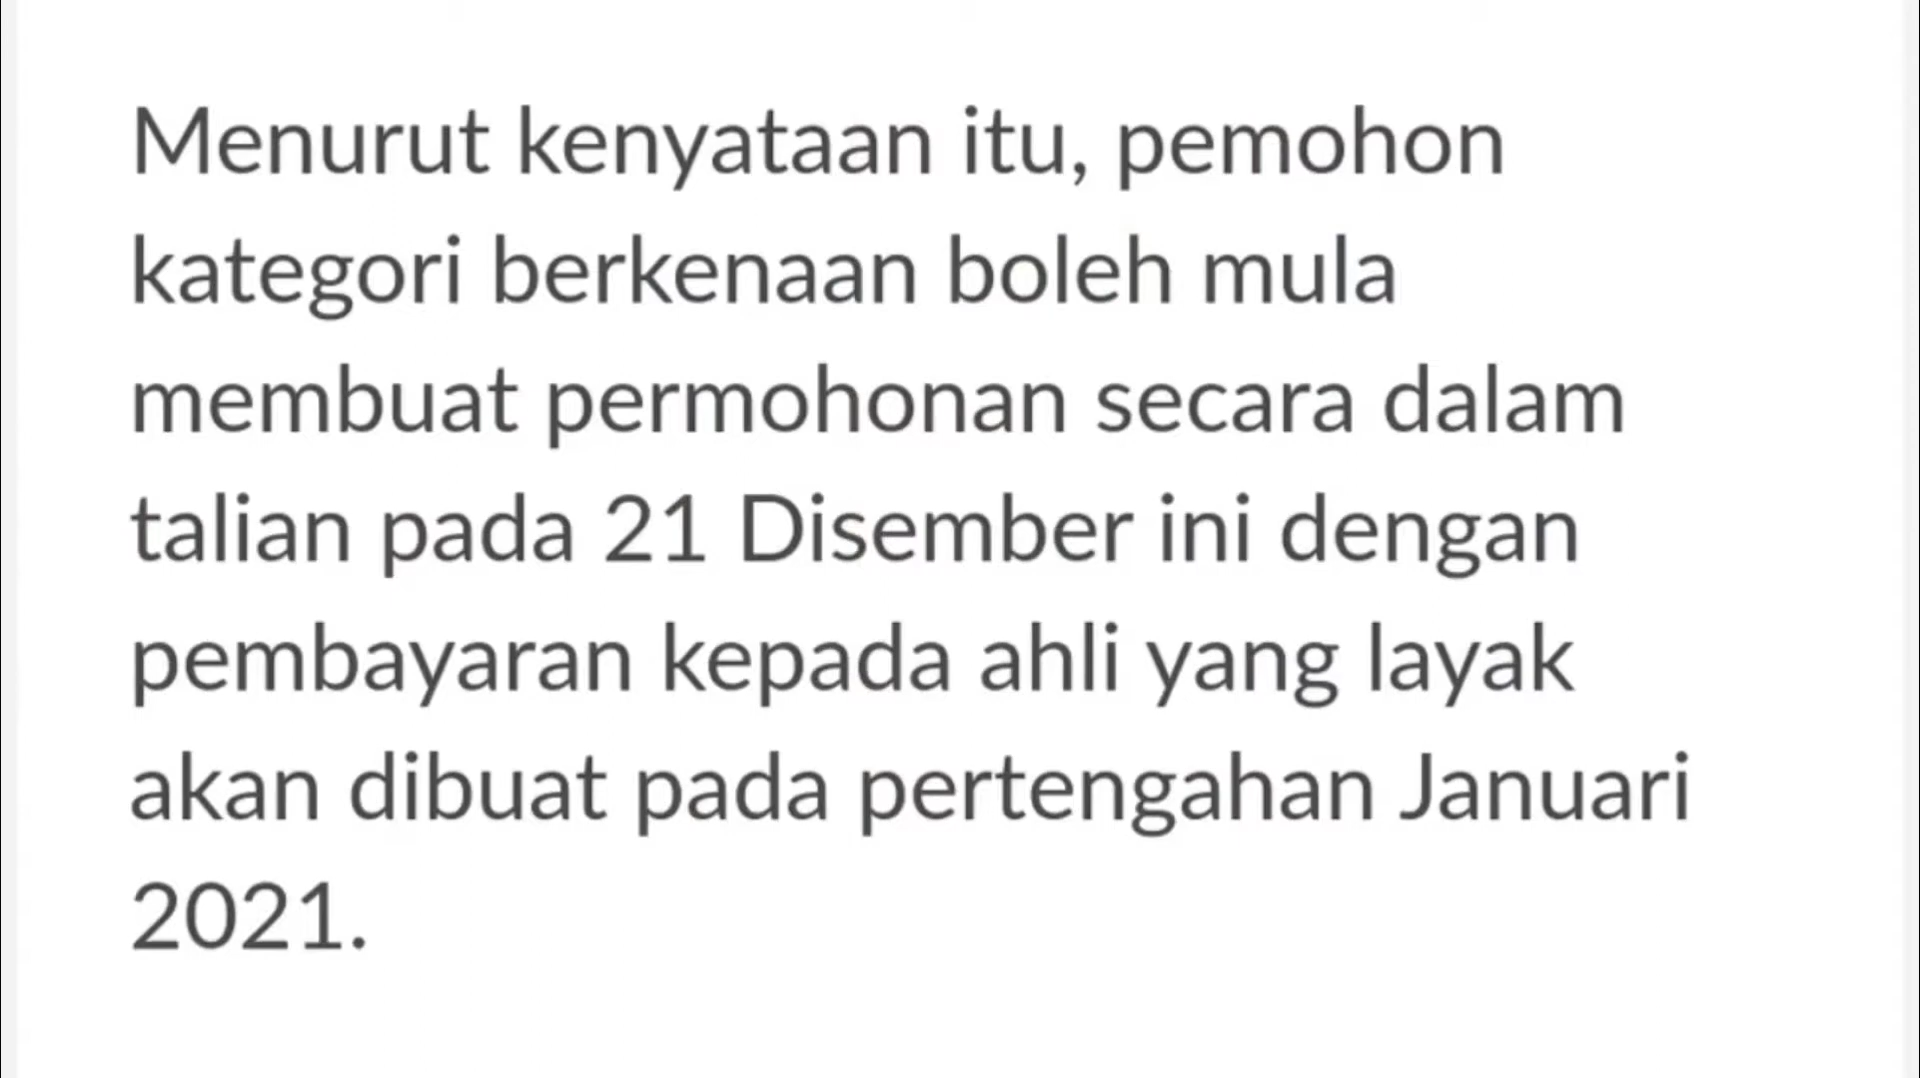 Menurut kenyataan itu, pemohon
kategori berkenaan boleh mula
membuat permohonan secara dalam
talian pada 21 Disember ini dengan
pembayaran kepada ahli yang layak
akan dibuat pada pertengahan Januari
2021.